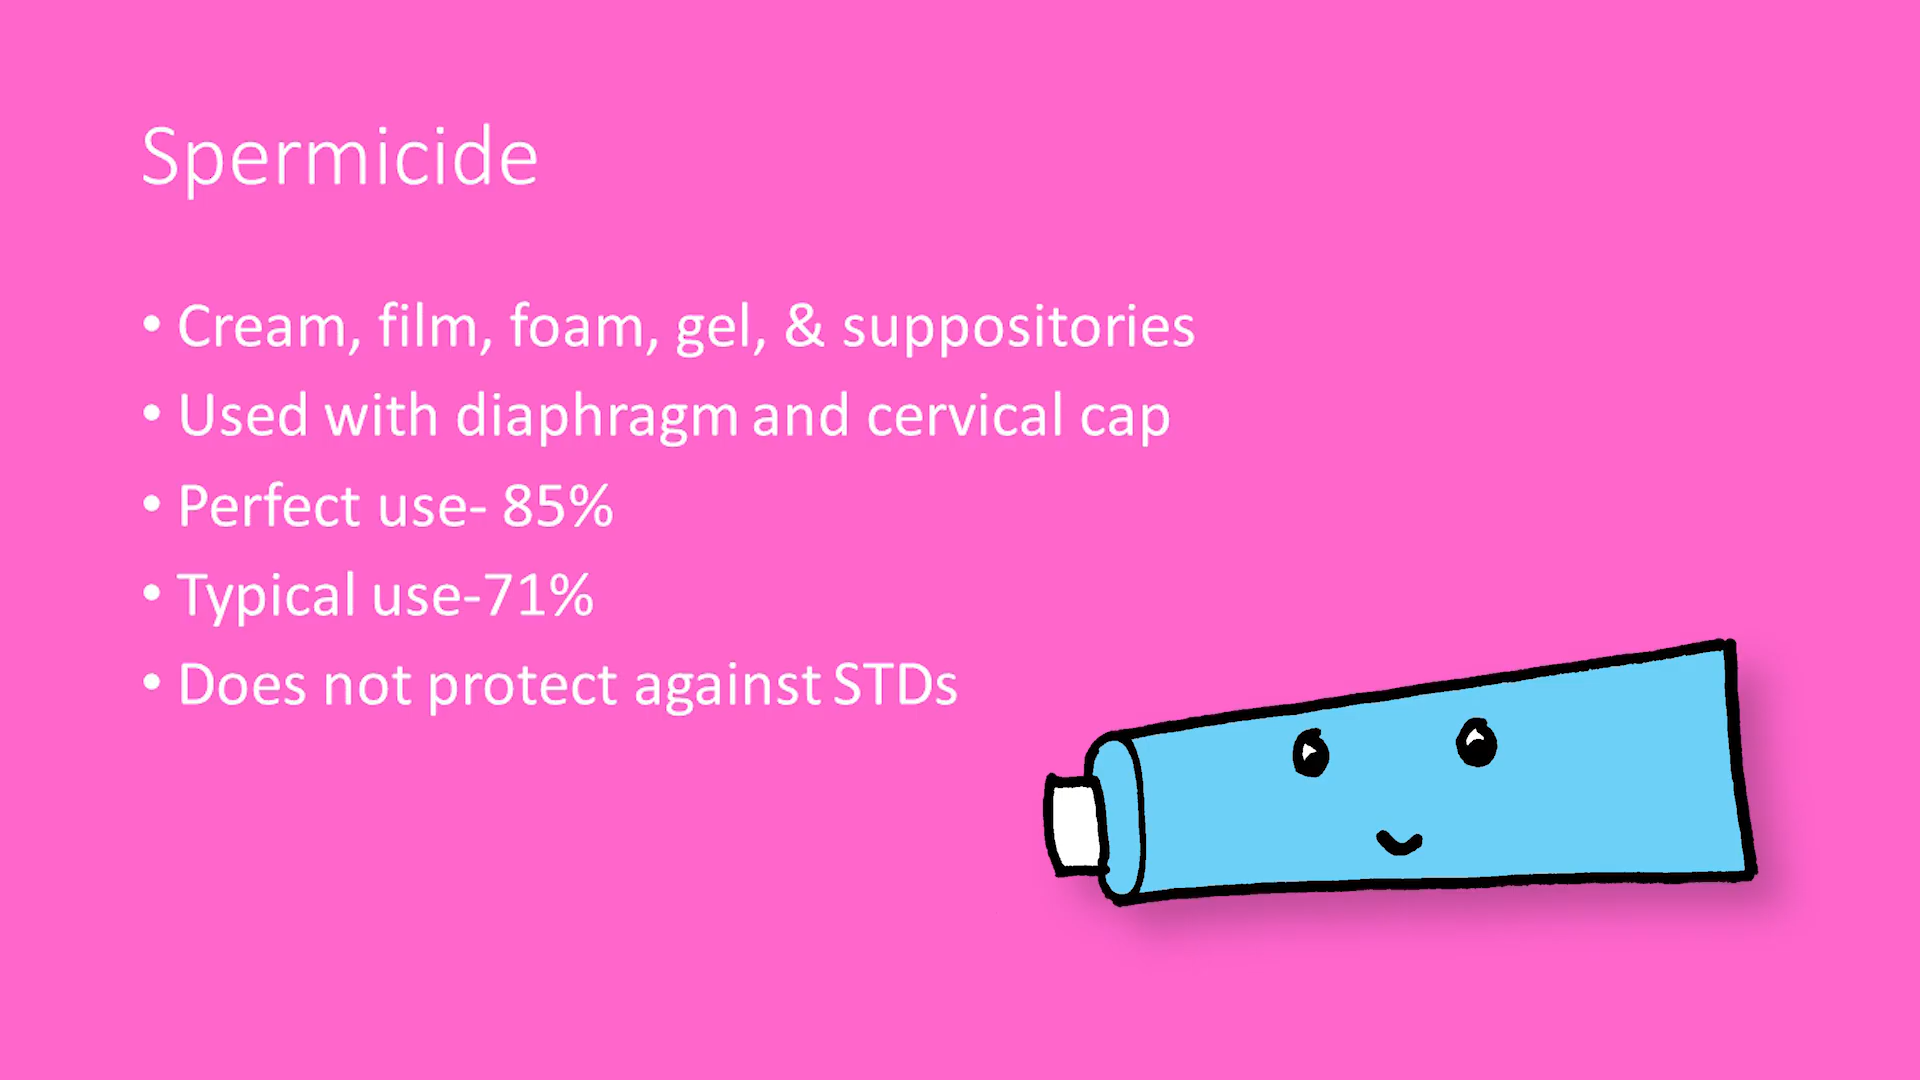 Spermicide
• Cream, film, foam, gel, & suppositories
• Used with diaphragm and cervical cap
• Perfect use- 85%
• Typical use-71%
• Does not protect against STDs